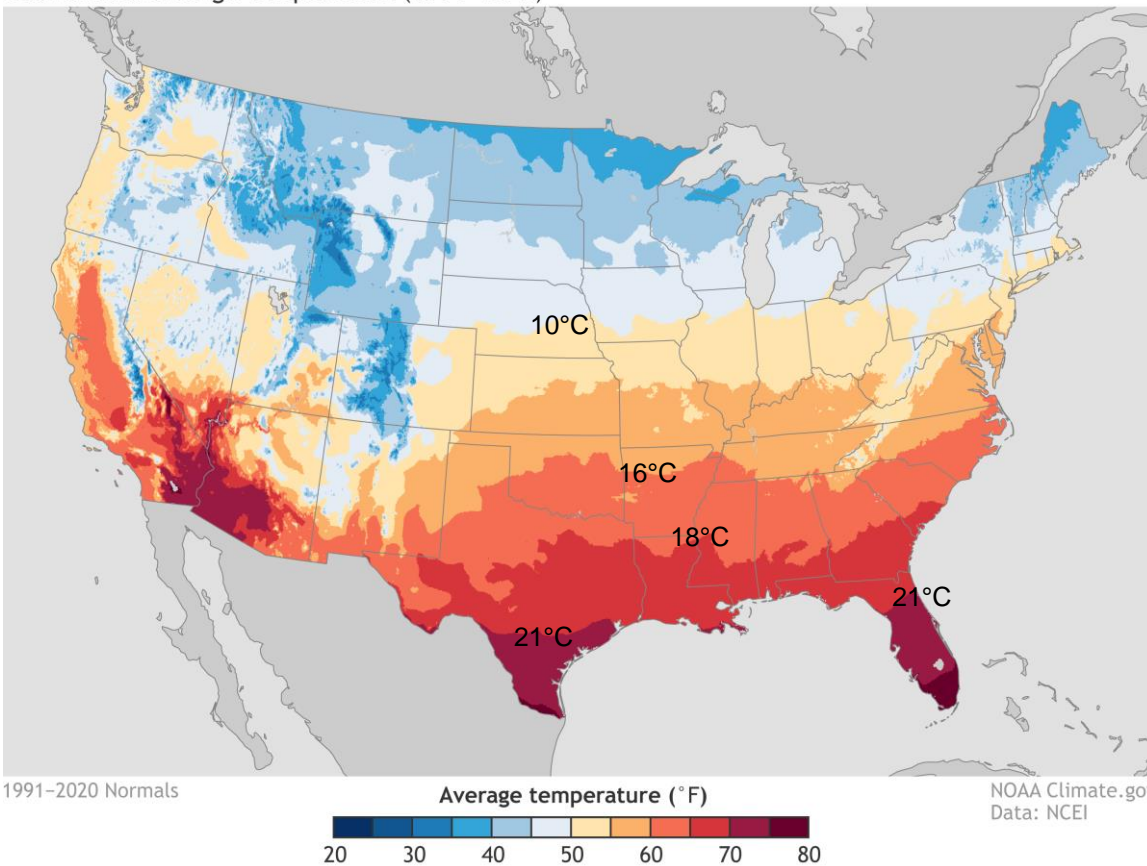 10°C
16°C
18°C
21°C
21°C
1991–2020 Normals
Average temperature (°F)
NOAA Climate.go
Data: NCEI
20 30 40 50 60 70 80